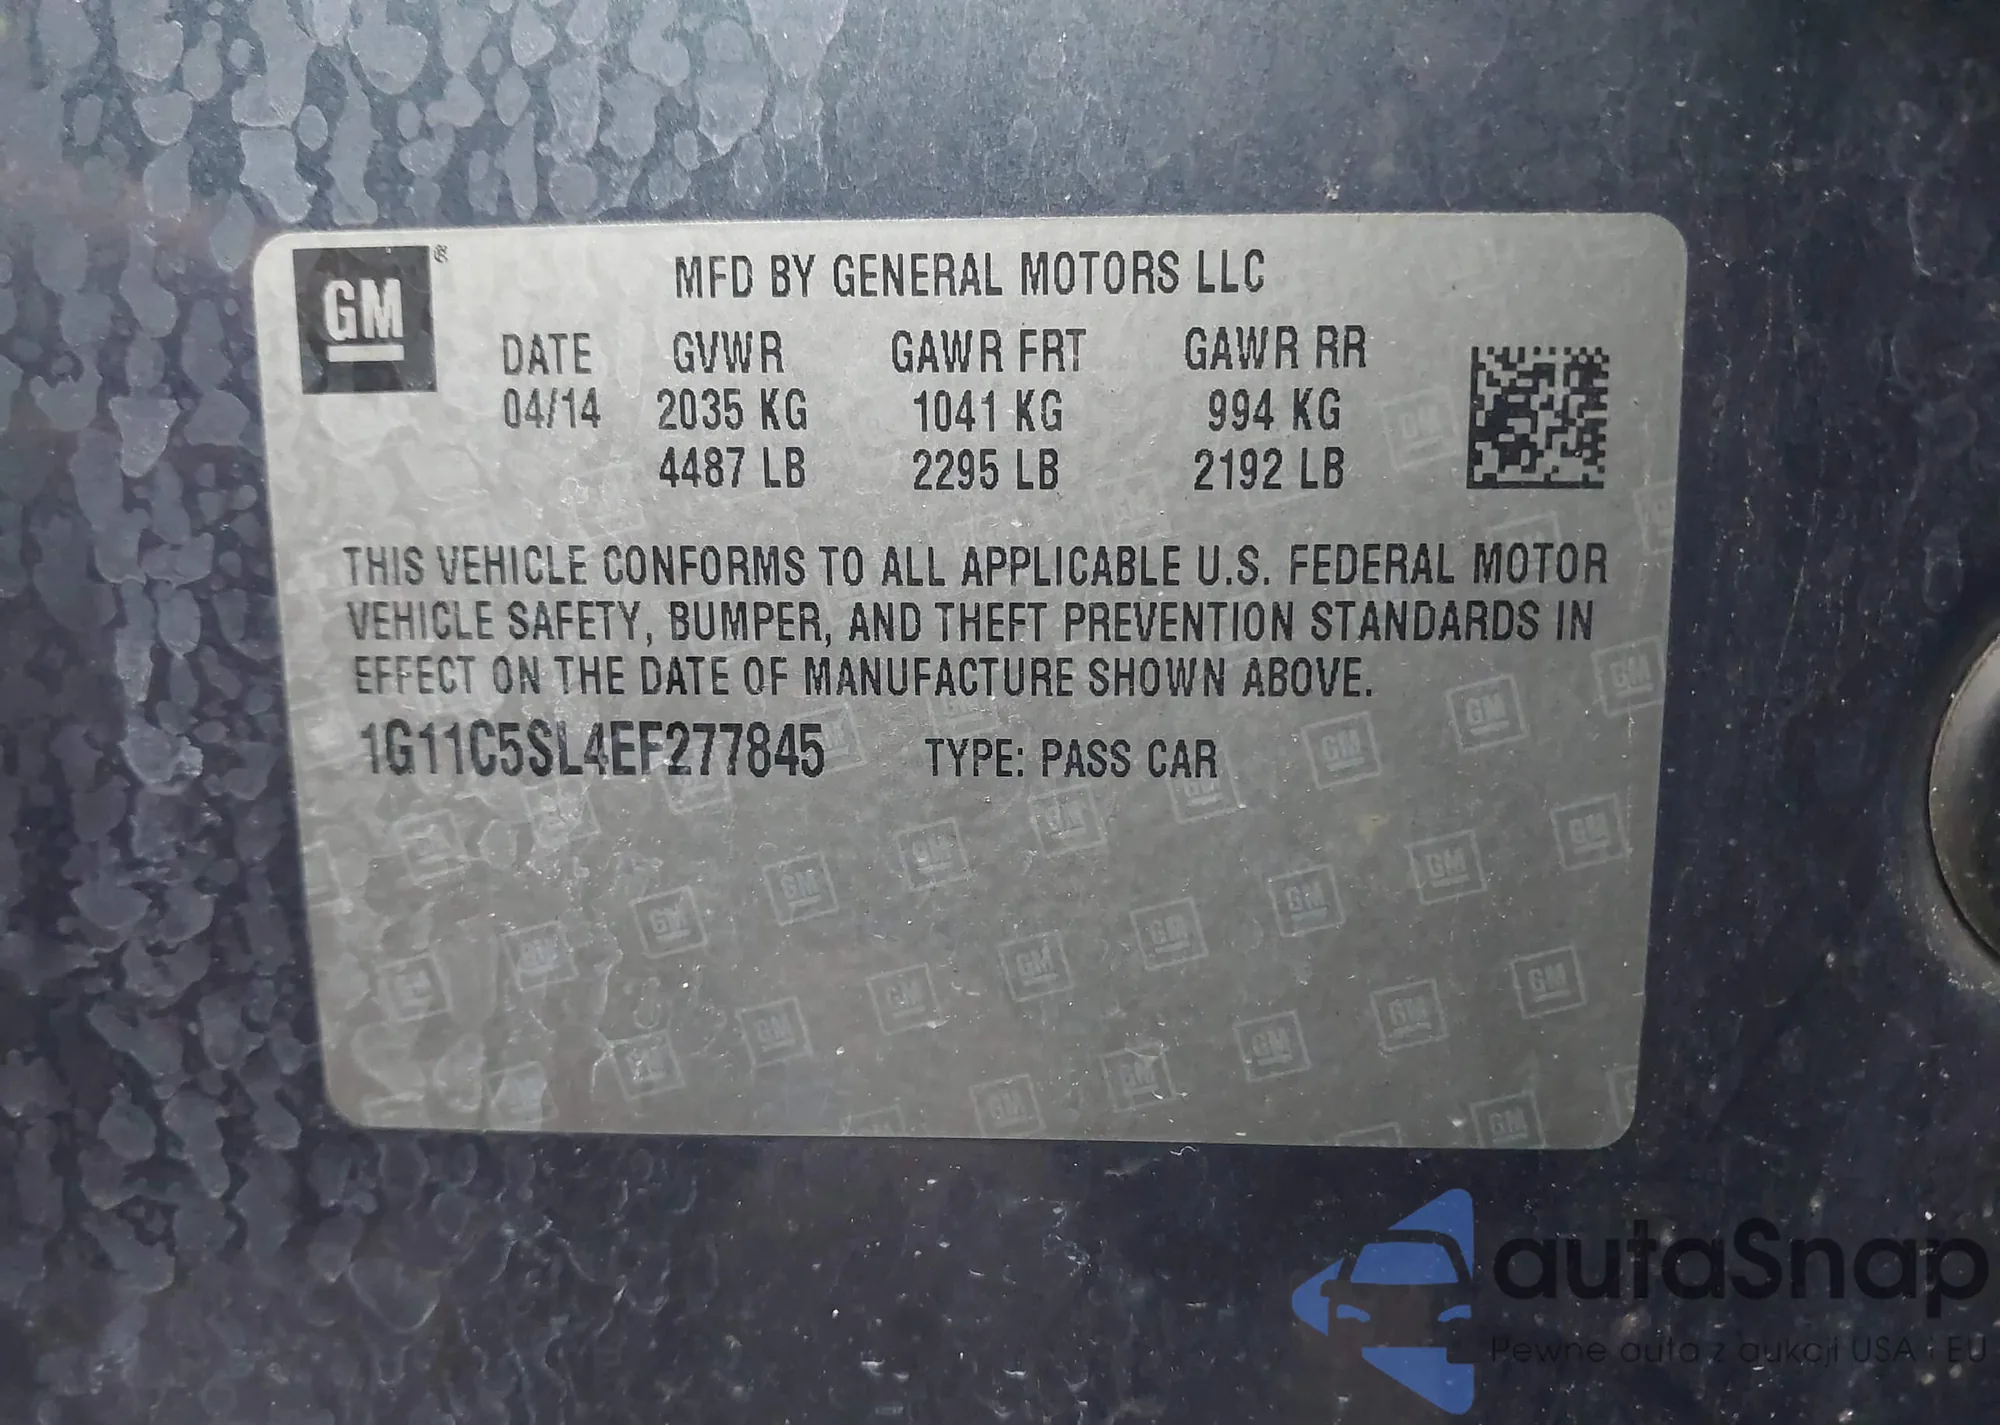 GM
MFD BY GENERAL MOTORS LLC
DATE GVWR GAWR FRT GAWR RR
04/14 2035 KG 1041 KG 994 KG
4487 LB 2295 LB 2192 LB
THIS VEHICLE CONFORMS TO ALL APPLICABLE U.S. FEDERAL MOTOR
VEHICLE SAFETY, BUMPER, AND THEFT PREVENTION STANDARDS IN
EFFECT ON THE DATE OF MANUFACTURE SHOWN ABOVE.
1G11C5SL4EF277845 TYPE: PASS CAR
autaSnap
Pewne auta z aukcji USA i EU